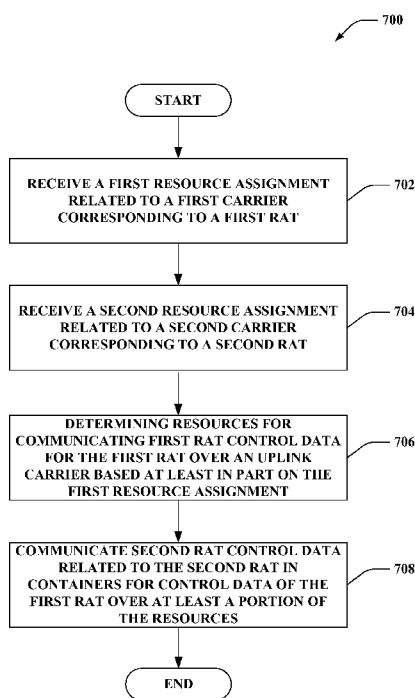 700
START
RECEIVE A FIRST RESOURCE ASSIGNMENT
RELATED TO A FIRST CARRIER
CORRESPONDING TO A FIRST RAT
702
RECEIVE A SECOND RESOURCE ASSIGNMENT
RELATED TO A SECOND CARRIER
CORRESPONDING TO A SECOND RAT
704
DETERMINING RESOURCES FOR
COMMUNICATING FIRST RAT CONTROL DATA
FOR THE FIRST RAT OVER AN UPLINK
CARRIER BASED AT LEAST IN PART ON THE
FIRST RESOURCE ASSIGNMENT
706
COMMUNICATE SECOND RAT CONTROL DATA
RELATED TO THE SECOND RAT IN
CONTAINERS FOR CONTROL DATA OF THE
FIRST RAT OVER AT LEAST A PORTION OF
THE RESOURCES
708
END